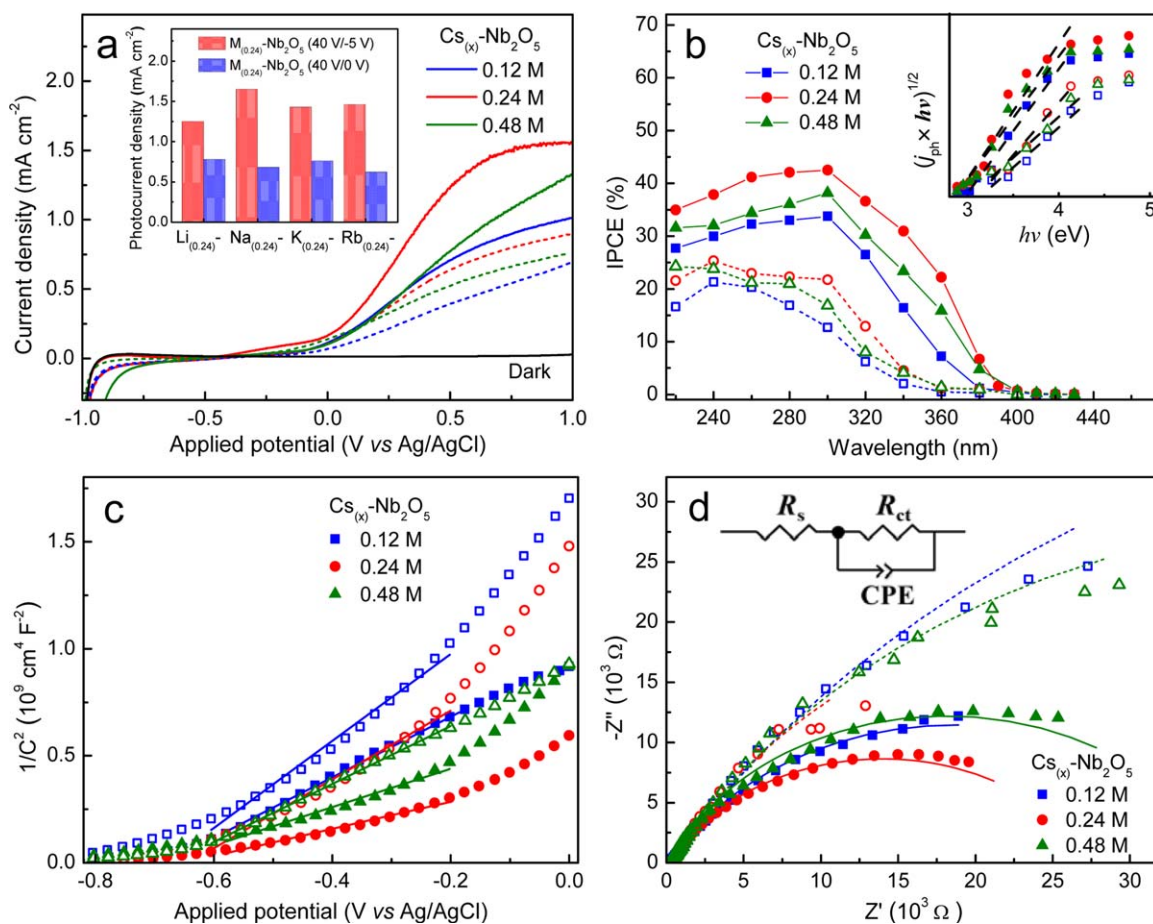 a
2.0
1.5
1.0
0.5
0.0
Current density (mA cm⁻²)
-1.0 -0.5 0.0 0.5 1.0
Applied potential (V vs Ag/AgCl)
Photocurrent density (mA cm⁻²)
2.0
1.5
1.0
0.5
0.0
M(0.24)-Nb₂O₅ (40 V/-5 V)
M(0.24)-Nb₂O₅ (40 V/0 V)
Li(0.24)- Na(0.24)- K(0.24)- Rb(0.24)-
Cs(x)-Nb₂O₅
0.12 M
0.24 M
0.48 M
Dark
b
70
60
50
40
30
20
10
0
IPCE (%)
240 280 320 360 400 440
Wavelength (nm)
Cs(x)-Nb₂O₅
0.12 M
0.24 M
0.48 M
(jph× hν)¹/²
3 4 5
hν (eV)
c
1.5
1.0
0.5
0.0
1/C² (10⁹ cm⁴ F⁻²)
-0.8 -0.6 -0.4 -0.2 0.0
Applied potential (V vs Ag/AgCl)
Cs(x)-Nb₂O₅
0.12 M
0.24 M
0.48 M
d
30
25
20
15
10
5
0
-Z'' (10³ Ω)
0 5 10 15 20 25 30
Z' (10³ Ω)
Rs Rct
CPE
Cs(x)-Nb₂O₅
0.12 M
0.24 M
0.48 M